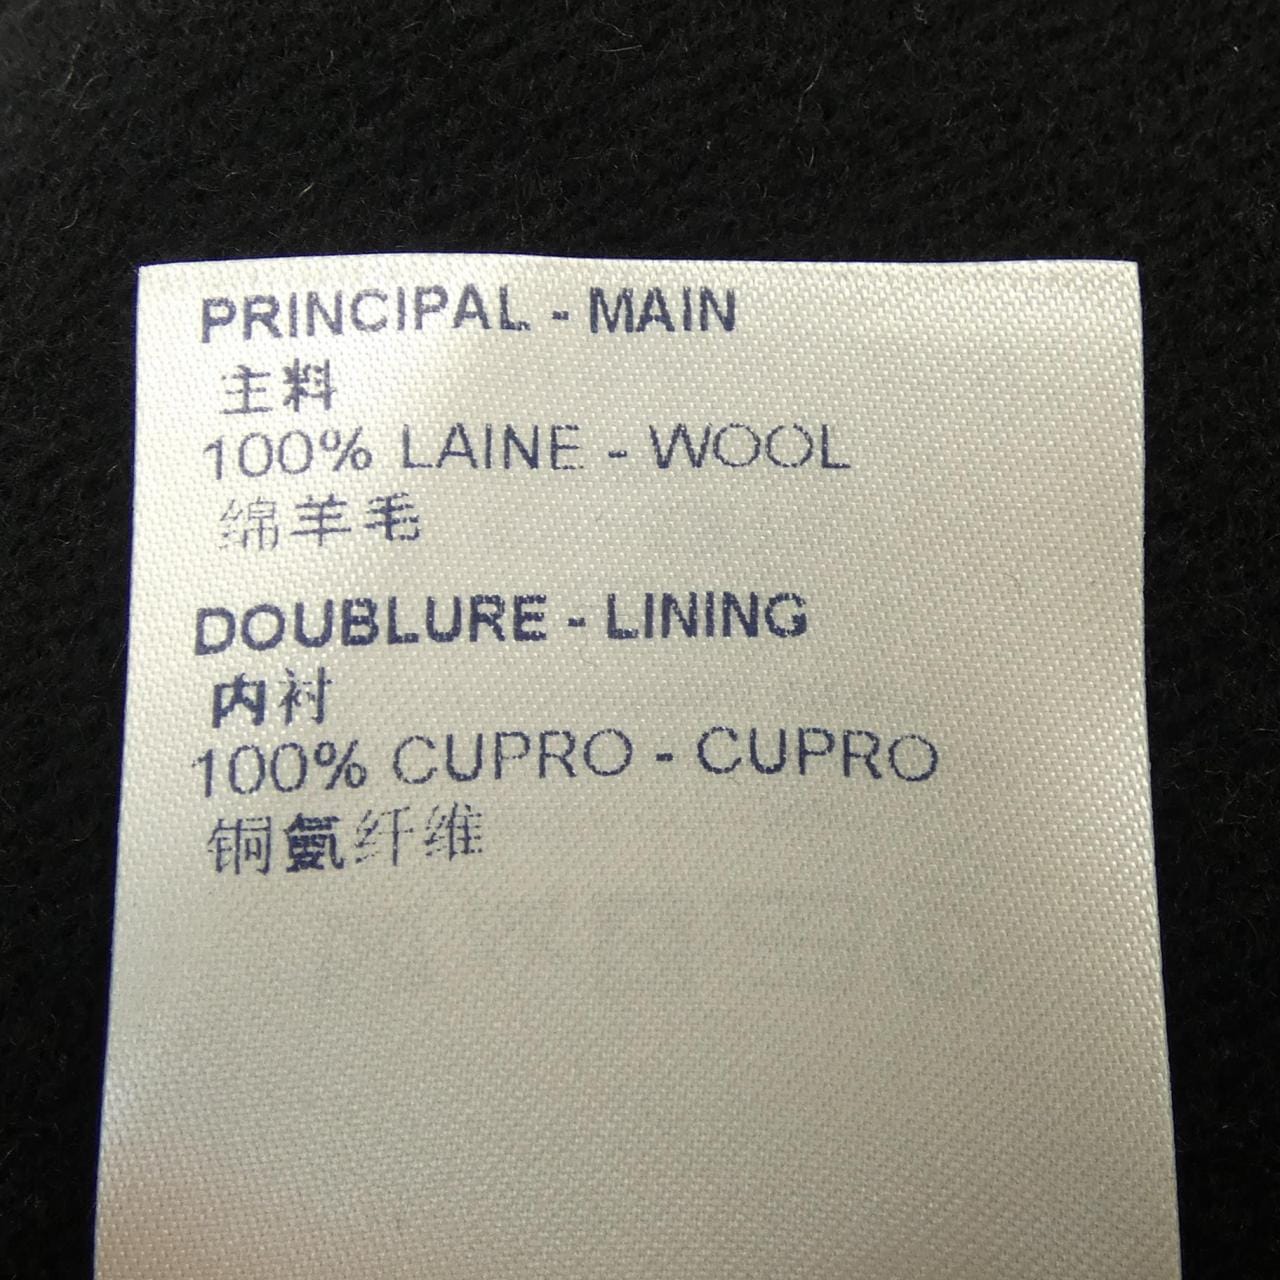 PRINCIPAL - MAIN
主料
100% LAINE - WOOL
绵羊毛
DOUBLURE - LINING
内衬
100% CUPRO - CUPRO
铜氨纤维